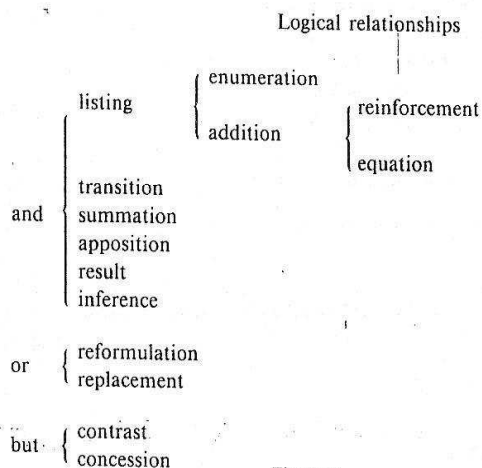 Logical relationships
enumeration
listing
reinforcement
addition
equation
transition
and
summation
apposition
result
inference
reformulation
or
replacement
contrast
but
concession